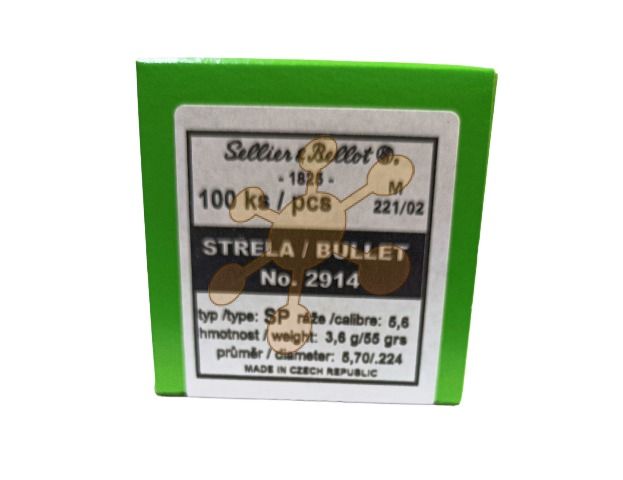 Sellier & Bellot ®.
- 1825 -
100 ks / pcs
M
221/02
STŘELA / BULLET
No. 2914
typ /type: SP ráže /calibre: 5,6
hmotnost / weight: 3,6 g/55 grs
průměr / diameter: 5,70/.224
MADE IN CZECH REPUBLIC